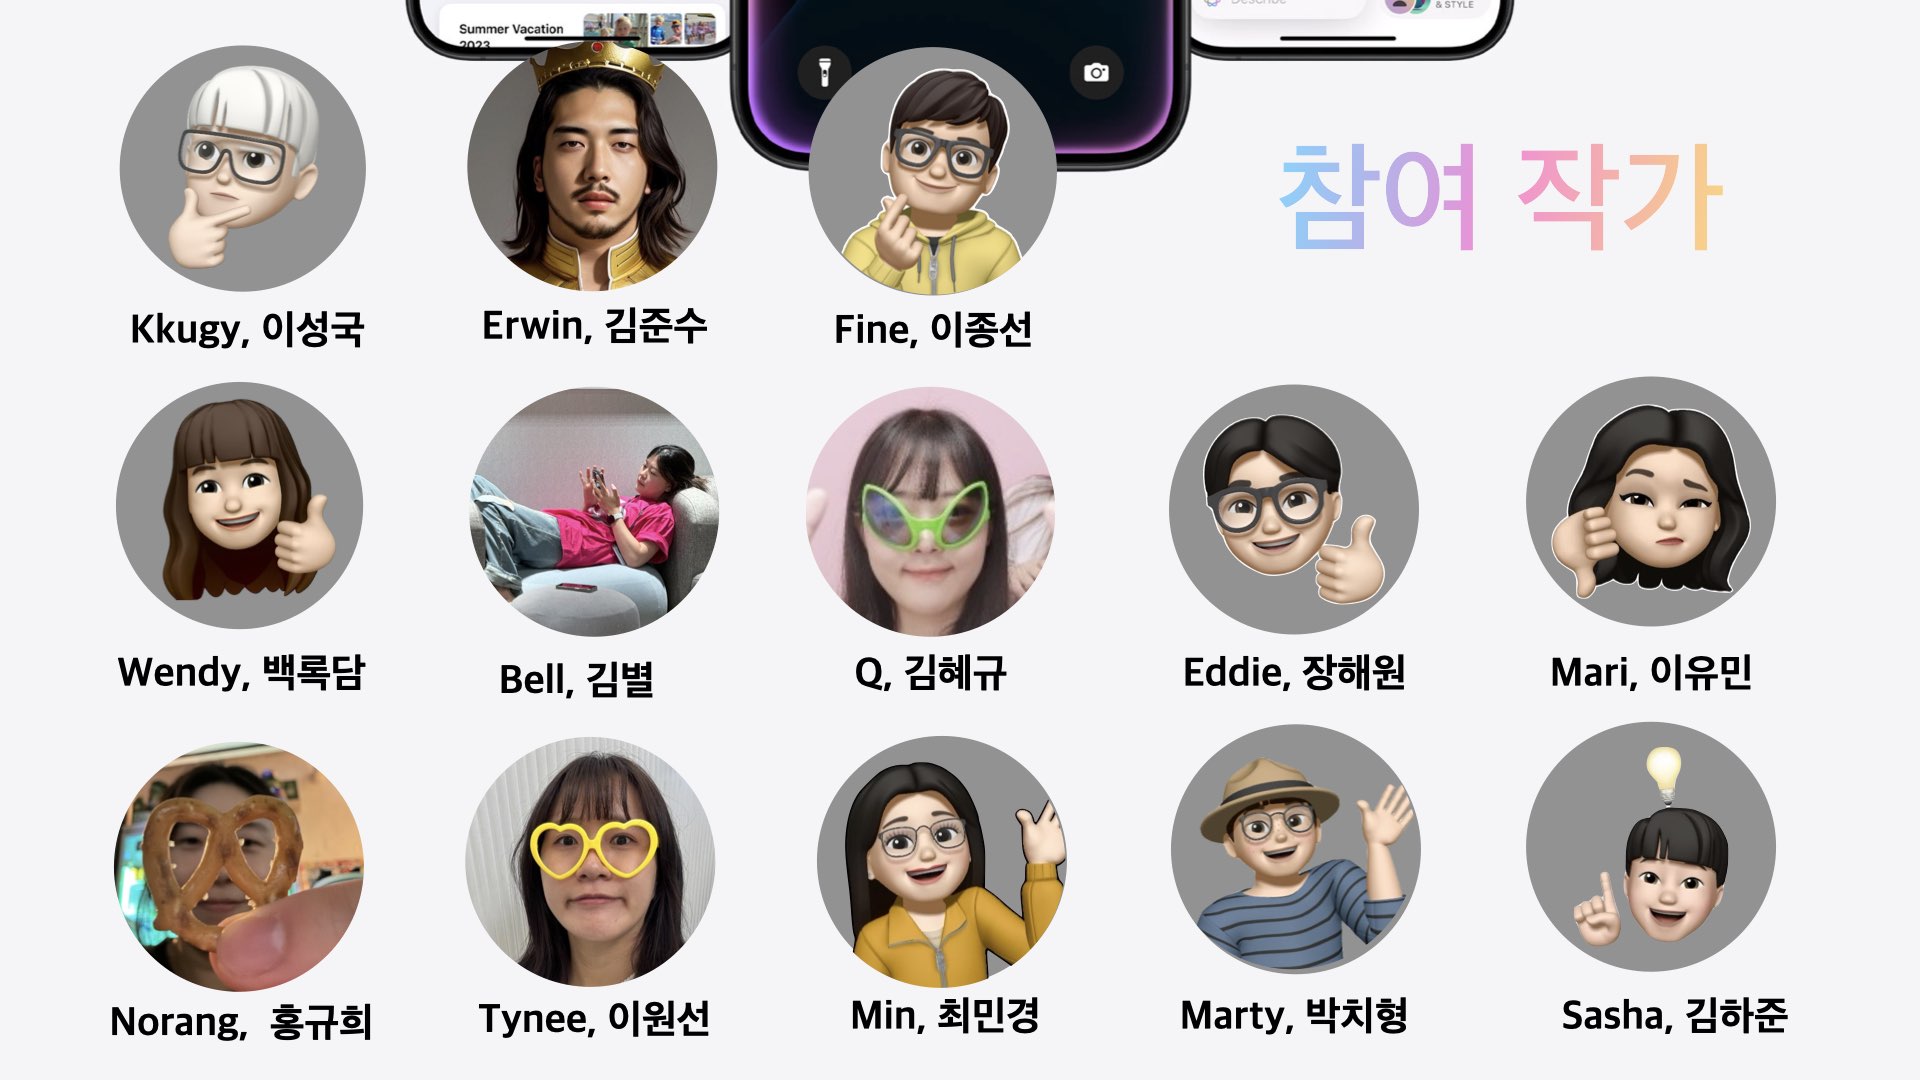 Summer Vacation
2023
Describe
& STYLE
참여 작가
Kkugy, 이성국
Erwin, 김준수
Fine, 이종선
Wendy, 백록담
Bell, 김별
Q, 김혜규
Eddie, 장해원
Mari, 이유민
Norang, 홍규희
Tynee, 이원선
Min, 최민경
Marty, 박치형
Sasha, 김하준